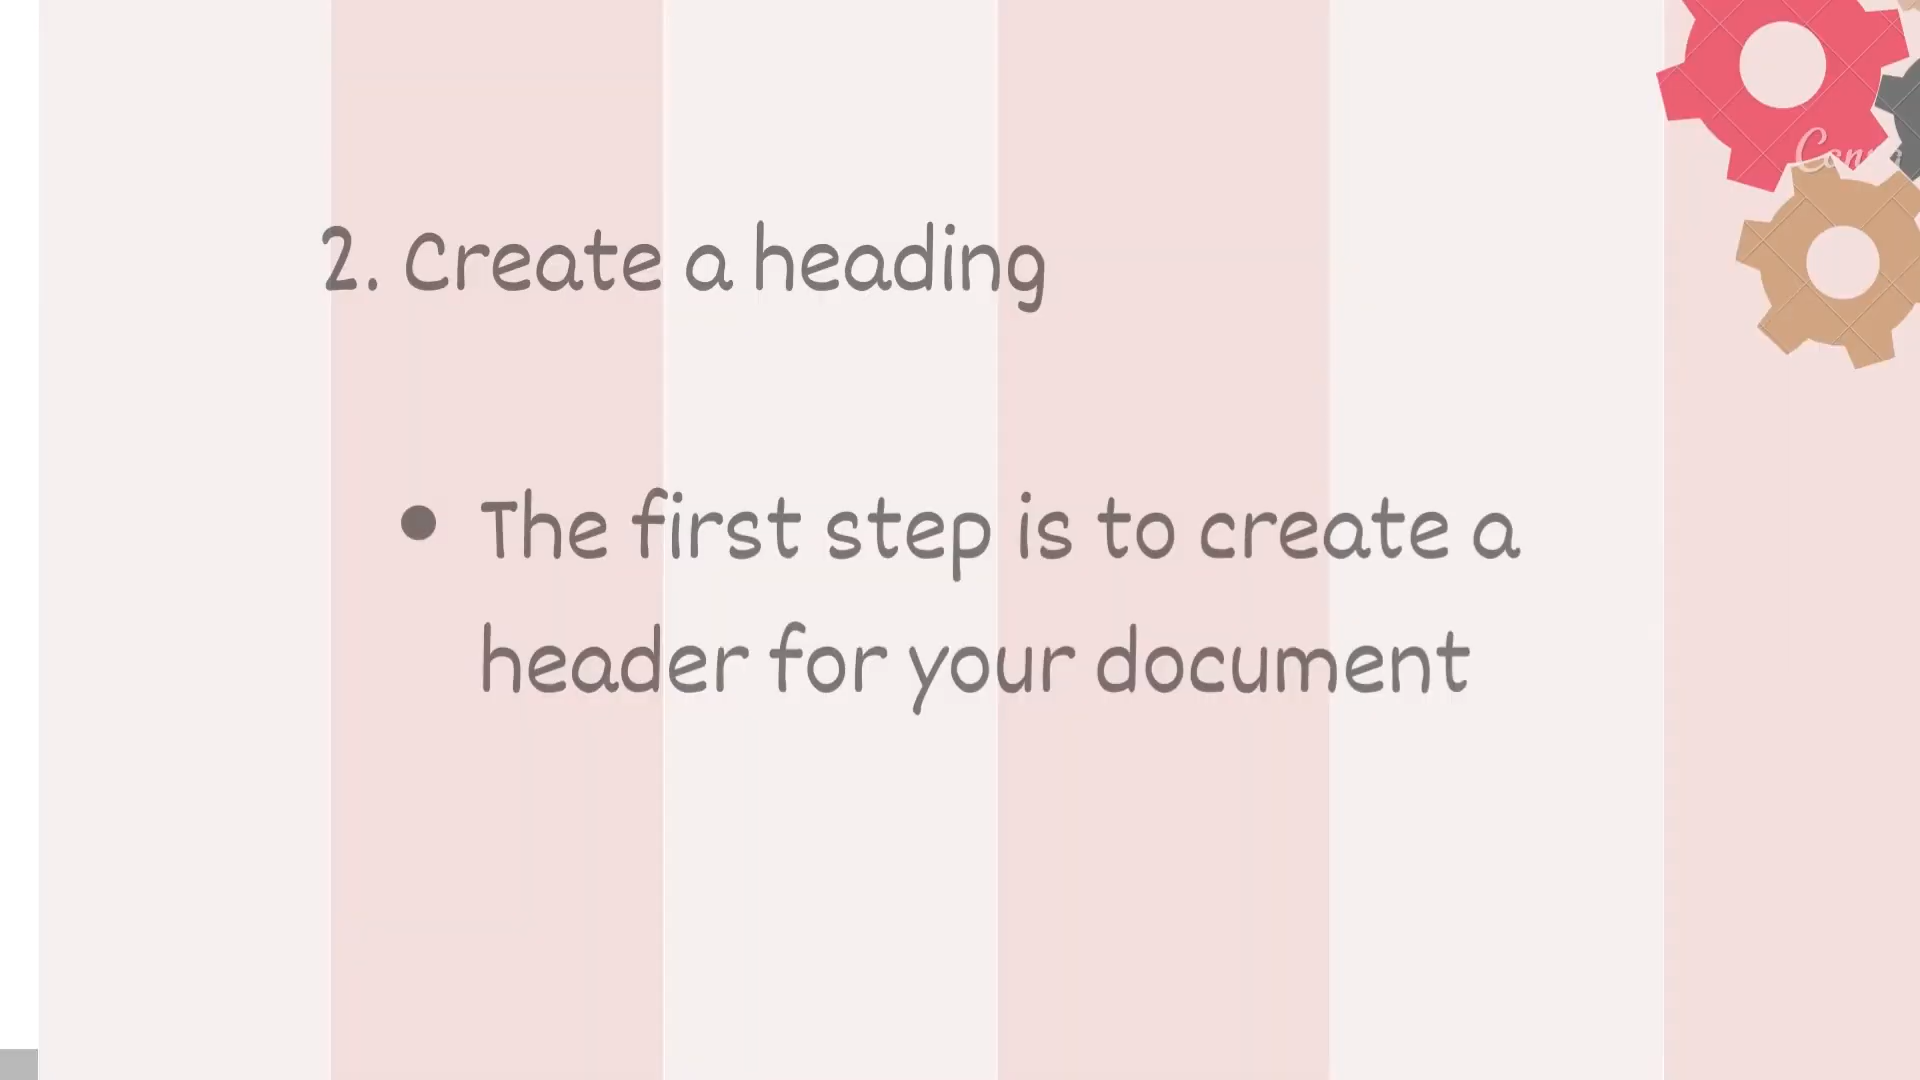 2. Create a heading
• The first step is to create a
header for your document